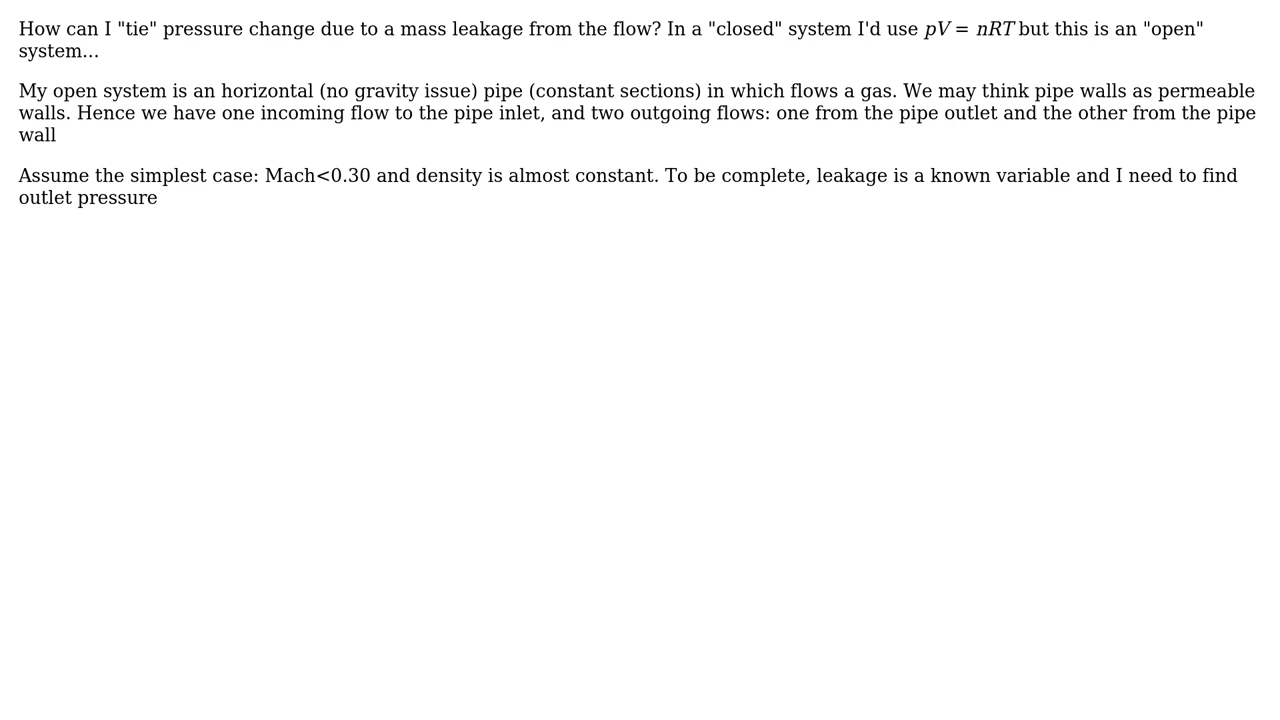 How can I "tie" pressure change due to a mass leakage from the flow? In a "closed" system I'd use pV = nRT but this is an "open"
system...
My open system is an horizontal (no gravity issue) pipe (constant sections) in which flows a gas. We may think pipe walls as permeable
walls. Hence we have one incoming flow to the pipe inlet, and two outgoing flows: one from the pipe outlet and the other from the pipe
wall
Assume the simplest case: Mach<0.30 and density is almost constant. To be complete, leakage is a known variable and I need to find
outlet pressure